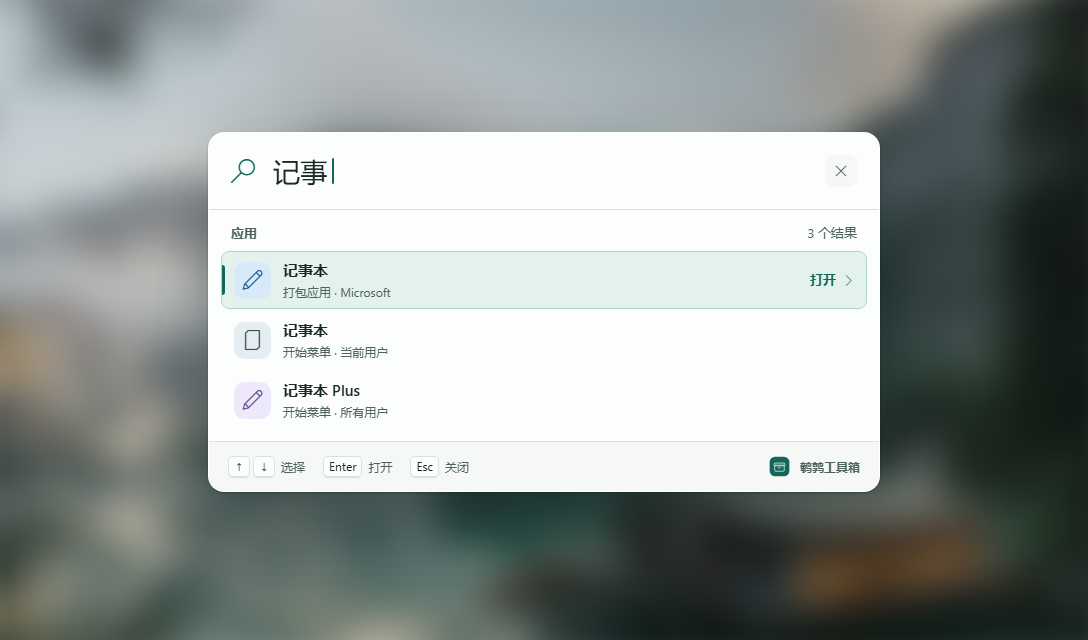 记事
应用
3 个结果
记事本
打包应用 · Microsoft
打开
记事本
开始菜单 · 当前用户
记事本 Plus
开始菜单 · 所有用户
↑ ↓ 选择 Enter 打开 Esc 关闭
鹌鹑工具箱